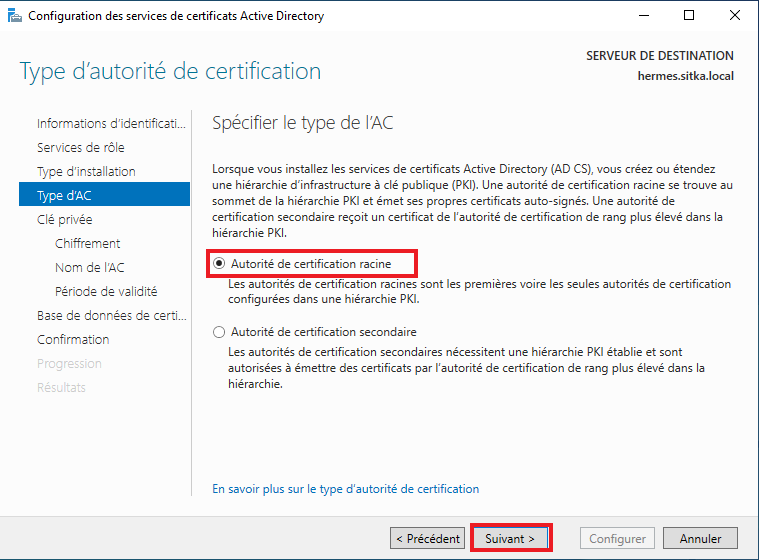 Configuration des services de certificats Active Directory
Type d'autorité de certification
SERVEUR DE DESTINATION
hermes.sitka.local
Informations d'identificati...
Services de rôle
Type d'installation
Type d'AC
Clé privée
Chiffrement
Nom de l'AC
Période de validité
Base de données de certi...
Confirmation
Progression
Résultats
Spécifier le type de l'AC
Lorsque vous installez les services de certificats Active Directory (AD CS), vous créez ou étendez
une hiérarchie d'infrastructure à clé publique (PKI). Une autorité de certification racine se trouve au
sommet de la hiérarchie PKI et émet ses propres certificats auto-signés. Une autorité de
certification secondaire reçoit un certificat de l'autorité de certification de rang plus élevé dans la
hiérarchie PKI.
Autorité de certification racine
Les autorités de certification racines sont les premières voire les seules autorités de certification
configurées dans une hiérarchie PKI.
Autorité de certification secondaire
Les autorités de certification secondaires nécessitent une hiérarchie PKI établie et sont
autorisées à émettre des certificats par l'autorité de certification de rang plus élevé dans la
hiérarchie.
En savoir plus sur le type d'autorité de certification
< Précédent
Suivant >
Configurer
Annuler